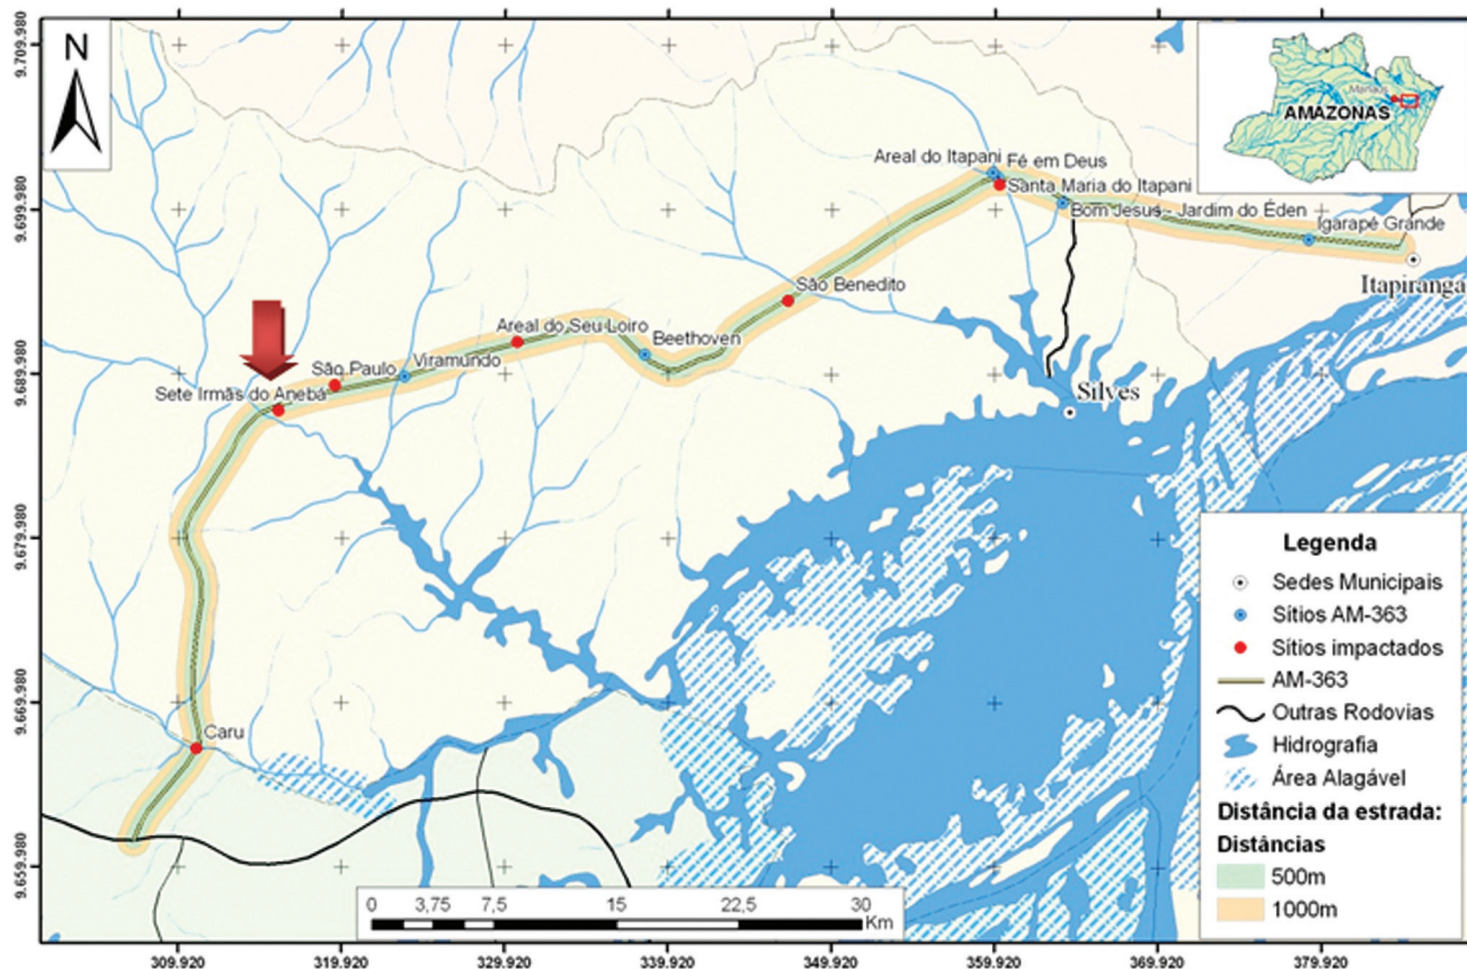 9.709.980
9.699.980
9.689.980
9.679.980
9.669.980
9.659.980
N
Manaus
AMAZONAS
Areal do Itapani
Fé em Deus
Santa Maria do Itapani
Bom Jesus - Jardim do Éden
Igarapé Grande
Itapiranga
São Benedito
Areal do Seu Loiro
Beethoven
São Paulo
Viramundo
Sete Irmãs do Anebá
Silves
Caru
Legenda
Sedes Municipais
Sítios AM-363
Sítios impactados
AM-363
Outras Rodovias
Hidrografia
Área Alagável
Distância da estrada:
Distâncias
500m
1000m
0 3,75 7,5 15 22,5 30
Km
309.920 319.920 329.920 339.920 349.920 359.920 369.920 379.920